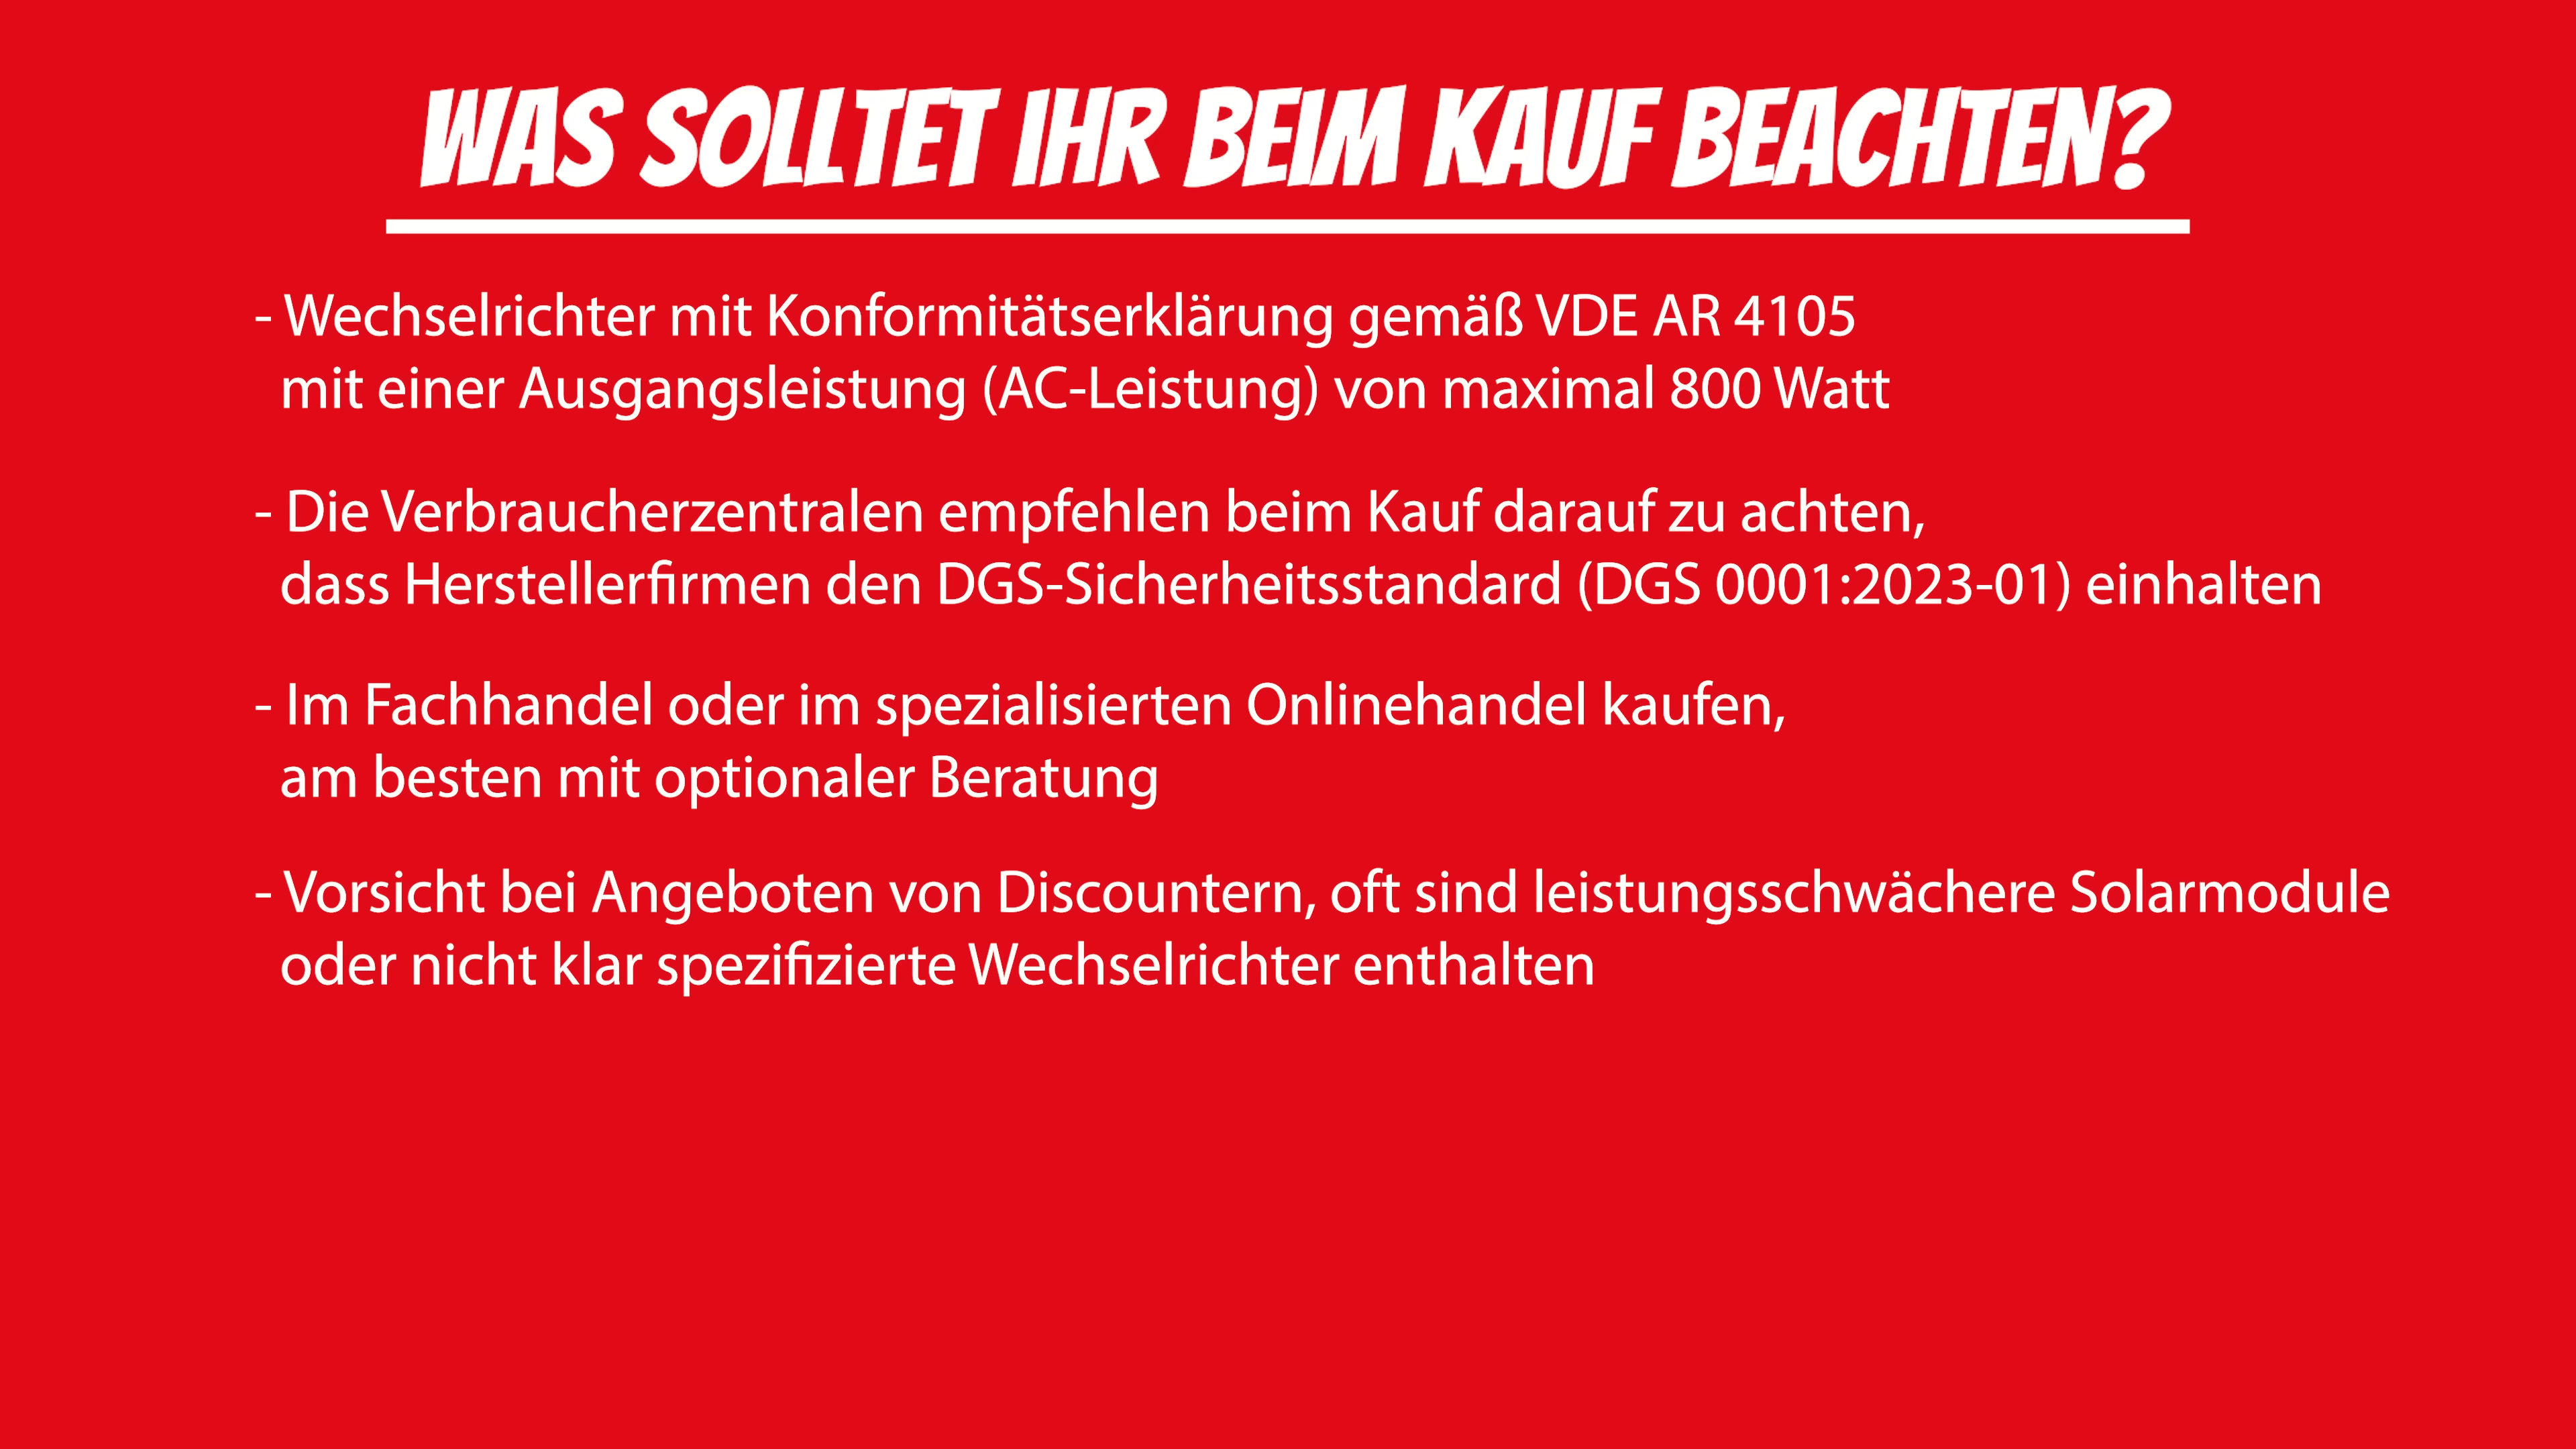 WAS SOLLTET IHR BEIM KAUF BEACHTEN?
- Wechselrichter mit Konformitätserklärung gemäß VDE AR 4105
mit einer Ausgangsleistung (AC-Leistung) von maximal 800 Watt
- Die Verbraucherzentralen empfehlen beim Kauf darauf zu achten,
dass Herstellerfirmen den DGS-Sicherheitsstandard (DGS 0001:2023-01) einhalten
- Im Fachhandel oder im spezialisierten Onlinehandel kaufen,
am besten mit optionaler Beratung
- Vorsicht bei Angeboten von Discountern, oft sind leistungsschwächere Solarmodule
oder nicht klar spezifizierte Wechselrichter enthalten